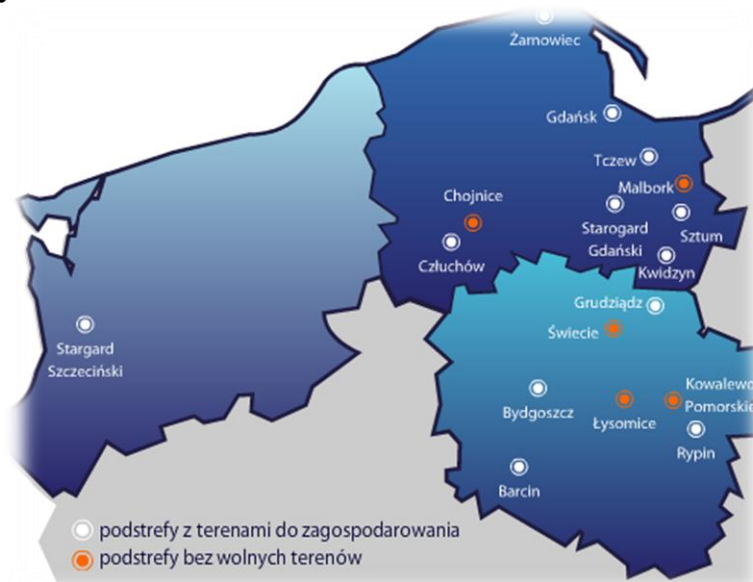 Żarnowiec
Gdańsk
Tczew
Malbork
Chojnice
Starogard
Gdański
Sztum
Człuchów
Kwidzyn
Grudziądz
Świecie
Stargard
Szczeciński
Kowalewo
Pomorskie
Bydgoszcz
Łysomice
Rypin
Barcin
podstrefy z terenami do zagospodarowania
podstrefy bez wolnych terenów